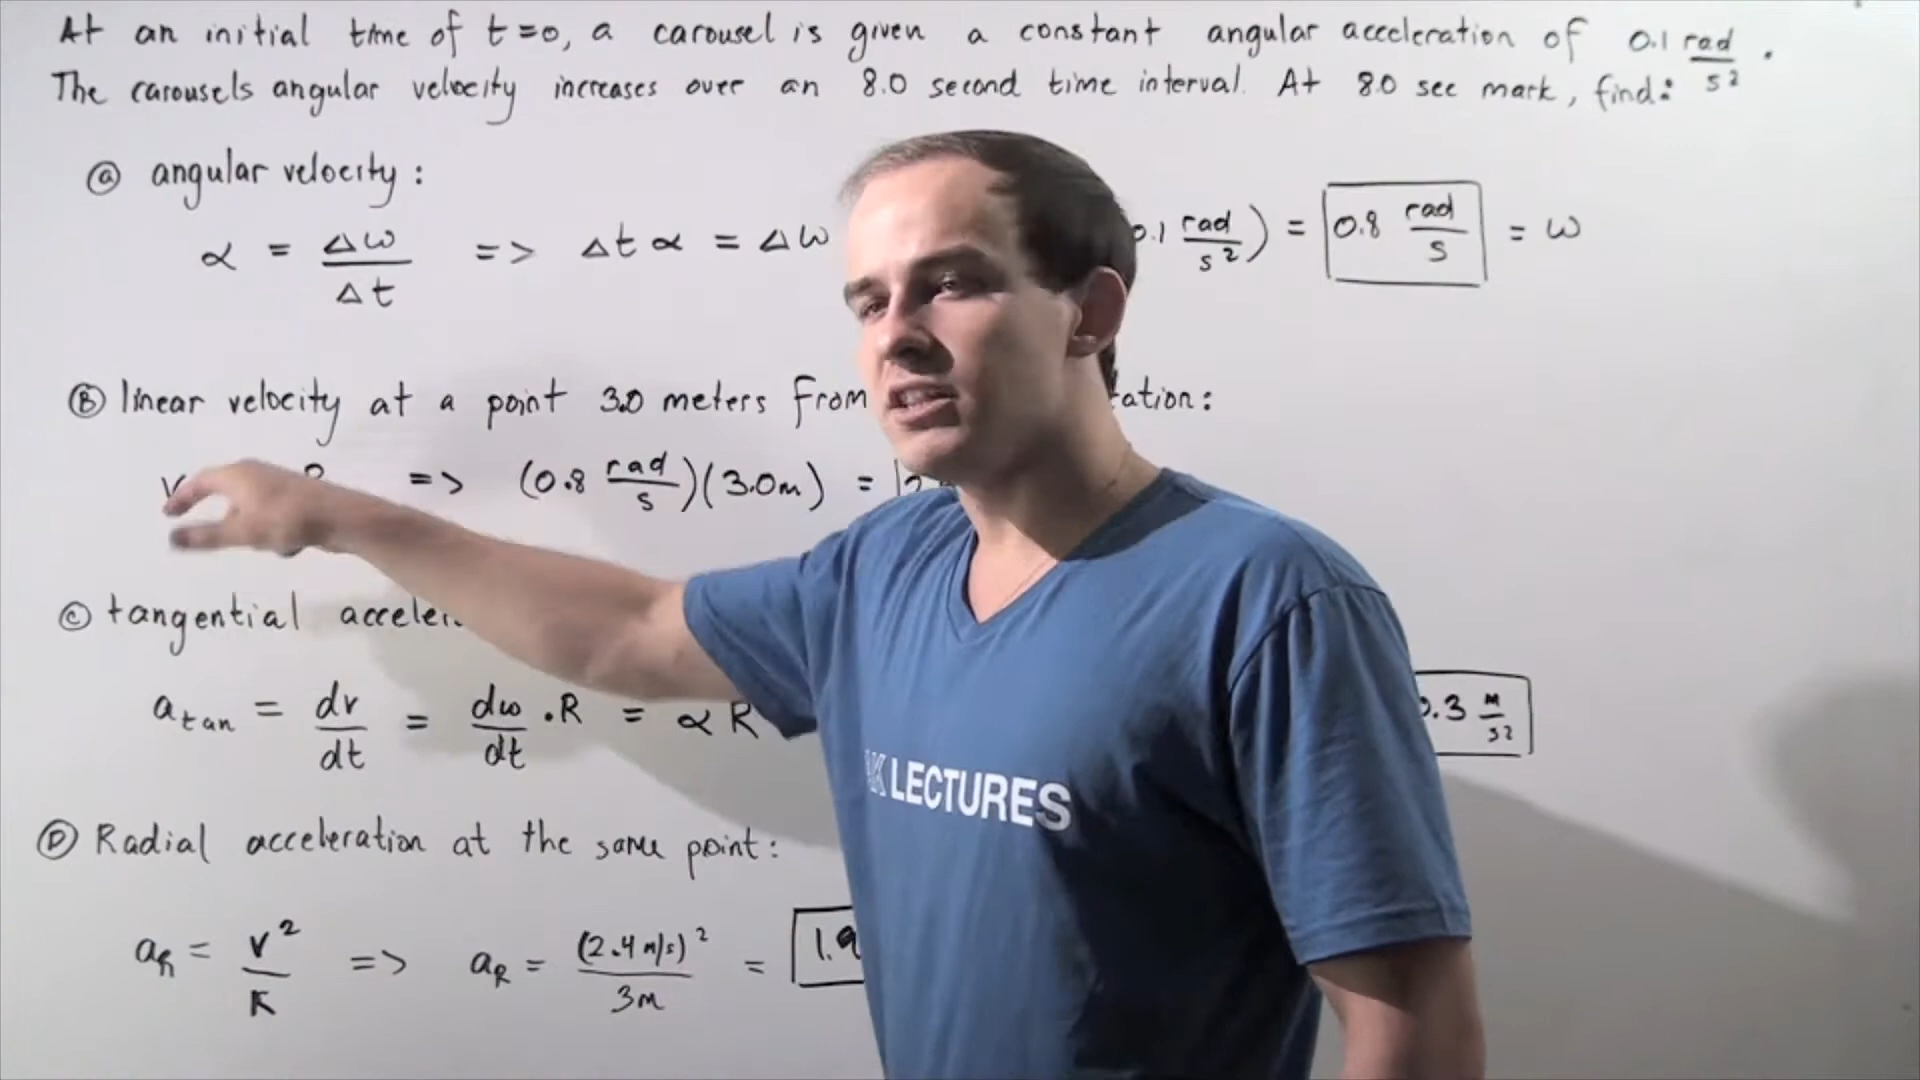 At an initial time of t=0, a carousel is given a constant angular acceleration of 0.1 rad/s².
The carousels angular velocity increases over an 8.0 second time interval. At 8.0 sec mark, find:
Ⓐ angular velocity:
α = Δω/Δt => Δt α = Δω 0.1 rad/s²) = 0.8 rad/s = ω
Ⓑ linear velocity at a point 3.0 meters from
v => (0.8 rad/s)(3.0m) =
Ⓒ tangential
a_tan = dv/dt = dω/dt · R = α R 0.3 m/s²
Ⓓ Radial acceleration at the same point:
a_R = v²/R => a_R = (2.4 m/s)²/3m = 1.9
LECTURES